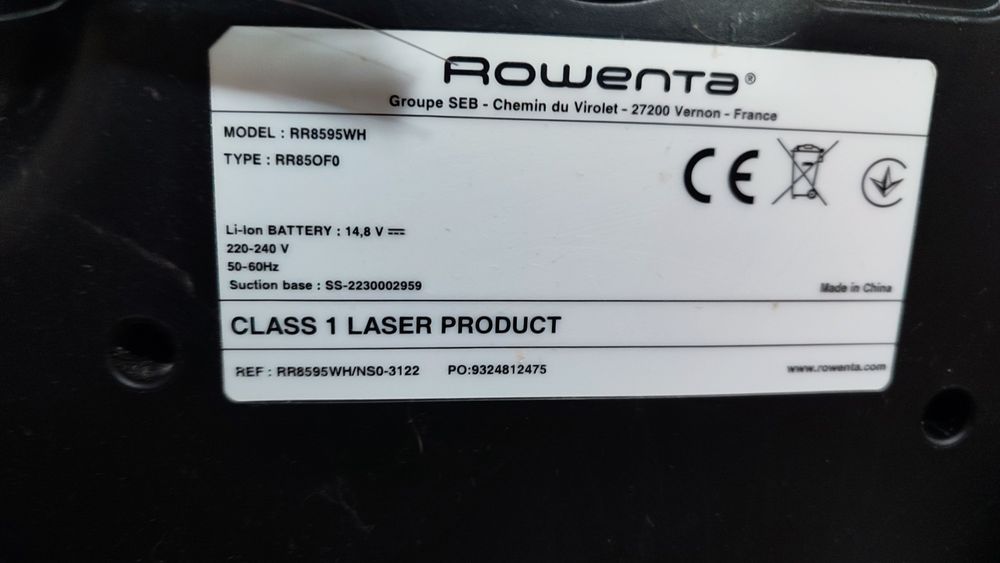 Rowenta®
Groupe SEB - Chemin du Virolet - 27200 Vernon - France
MODEL : RR8595WH
TYPE : RR85OF0
CE
Li-Ion BATTERY : 14,8 V
220-240 V
50-60Hz
Suction base : SS-2230002959
Made in China
CLASS 1 LASER PRODUCT
REF : RR8595WH/NS0-3122 PO:9324812475
www.rowenta.com